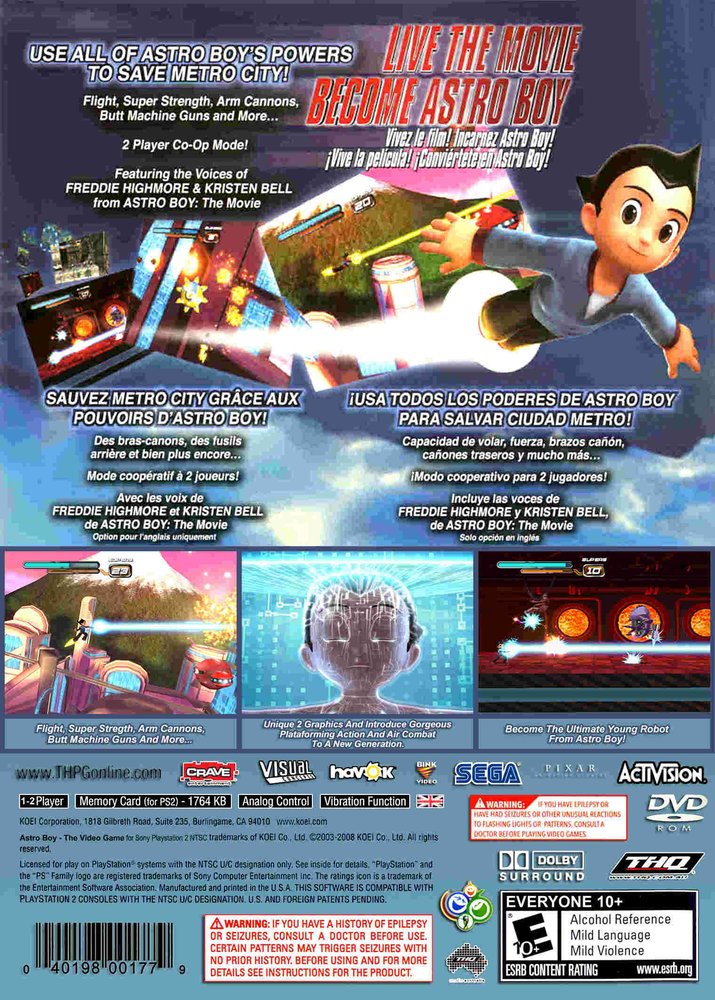 USE ALL OF ASTRO BOY'S POWERS
TO SAVE METRO CITY!
Flight, Super Strength, Arm Cannons,
Butt Machine Guns and More...
2 Player Co-Op Mode!
Featuring the Voices of
FREDDIE HIGHMORE & KRISTEN BELL
from ASTRO BOY: The Movie
LIVE THE MOVIE
BECOME ASTRO BOY
Vivez le film! Incarnez Astro Boy!
¡Vive la película! ¡Conviértete en Astro Boy!
20
SAUVEZ METRO CITY GRÂCE AUX
POUVOIRS D'ASTRO BOY!
Des bras-canons, des fusils
arrière et bien plus encore...
Mode coopératif à 2 joueurs!
Avec les voix de
FREDDIE HIGHMORE et KRISTEN BELL
de ASTRO BOY: The Movie
Option pour l'anglais uniquement
¡USA TODOS LOS PODERES DE ASTRO BOY
PARA SALVAR CIUDAD METRO!
Capacidad de volar, fuerza, brazos cañón,
cañones traseros y mucho más...
¡Modo cooperativo para 2 jugadores!
Incluye las voces de
FREDDIE HIGHMORE y KRISTEN BELL,
de ASTRO BOY: The Movie
Solo opción en inglés
23
SUPERS
10
Flight, Super Stregth, Arm Cannons,
Butt Machine Guns And More...
Unique 2 Graphics And Introduce Gorgeous
Plataforming Action And Air Combat
To A New Generation.
Become The Ultimate Young Robot
From Astro Boy!
www.THPGonline.com
CRAVE
VISUAL
havok
BINK
VIDEO
SEGA
PIXAR
ACTIVISION.
1-2 Player
Memory Card (for PS2) - 1764 KB
Analog Control
Vibration Function
KOEI Corporation, 1818 Gilbreth Road, Suite 235, Burlingame, CA 94010 www.koei.com
Astro Boy - The Video Game for Sony Playstation 2 NTSC trademarks of KOEI Co., Ltd. ©2003-2008 KOEI Co., Ltd. All rights
reserved.
Licensed for play on PlayStation® systems with the NTSC U/C designation only. See inside for details. "PlayStation" and
the "PS" Family logo are registered trademarks of Sony Computer Entertainment Inc. The ratings icon is a trademark of
the Entertainment Software Association. Manufactured and printed in the U.S.A. THIS SOFTWARE IS COMPATIBLE WITH
PLAYSTATION 2 CONSOLES WITH THE NTSC U/C DESIGNATION. U.S. AND FOREIGN PATENTS PENDING.
WARNING: IF YOU HAVE EPILEPSY OR
HAVE HAD SEIZURES OR OTHER UNUSUAL REACTIONS
TO FLASHING LIGHTS OR PATTERNS, CONSULT A
DOCTOR BEFORE PLAYING VIDEO GAMES.
DVD
ROM
DOLBY
SURROUND
THQ
0 40198 00177 9
WARNING: IF YOU HAVE A HISTORY OF EPILEPSY
OR SEIZURES, CONSULT A DOCTOR BEFORE USE.
CERTAIN PATTERNS MAY TRIGGER SEIZURES WITH
NO PRIOR HISTORY. BEFORE USING AND FOR MORE
DETAILS SEE INSTRUCTIONS FOR THE PRODUCT.
THQ
EVERYONE 10+
E
10+
Alcohol Reference
Mild Language
Mild Violence
ESRB CONTENT RATING www.esrb.org